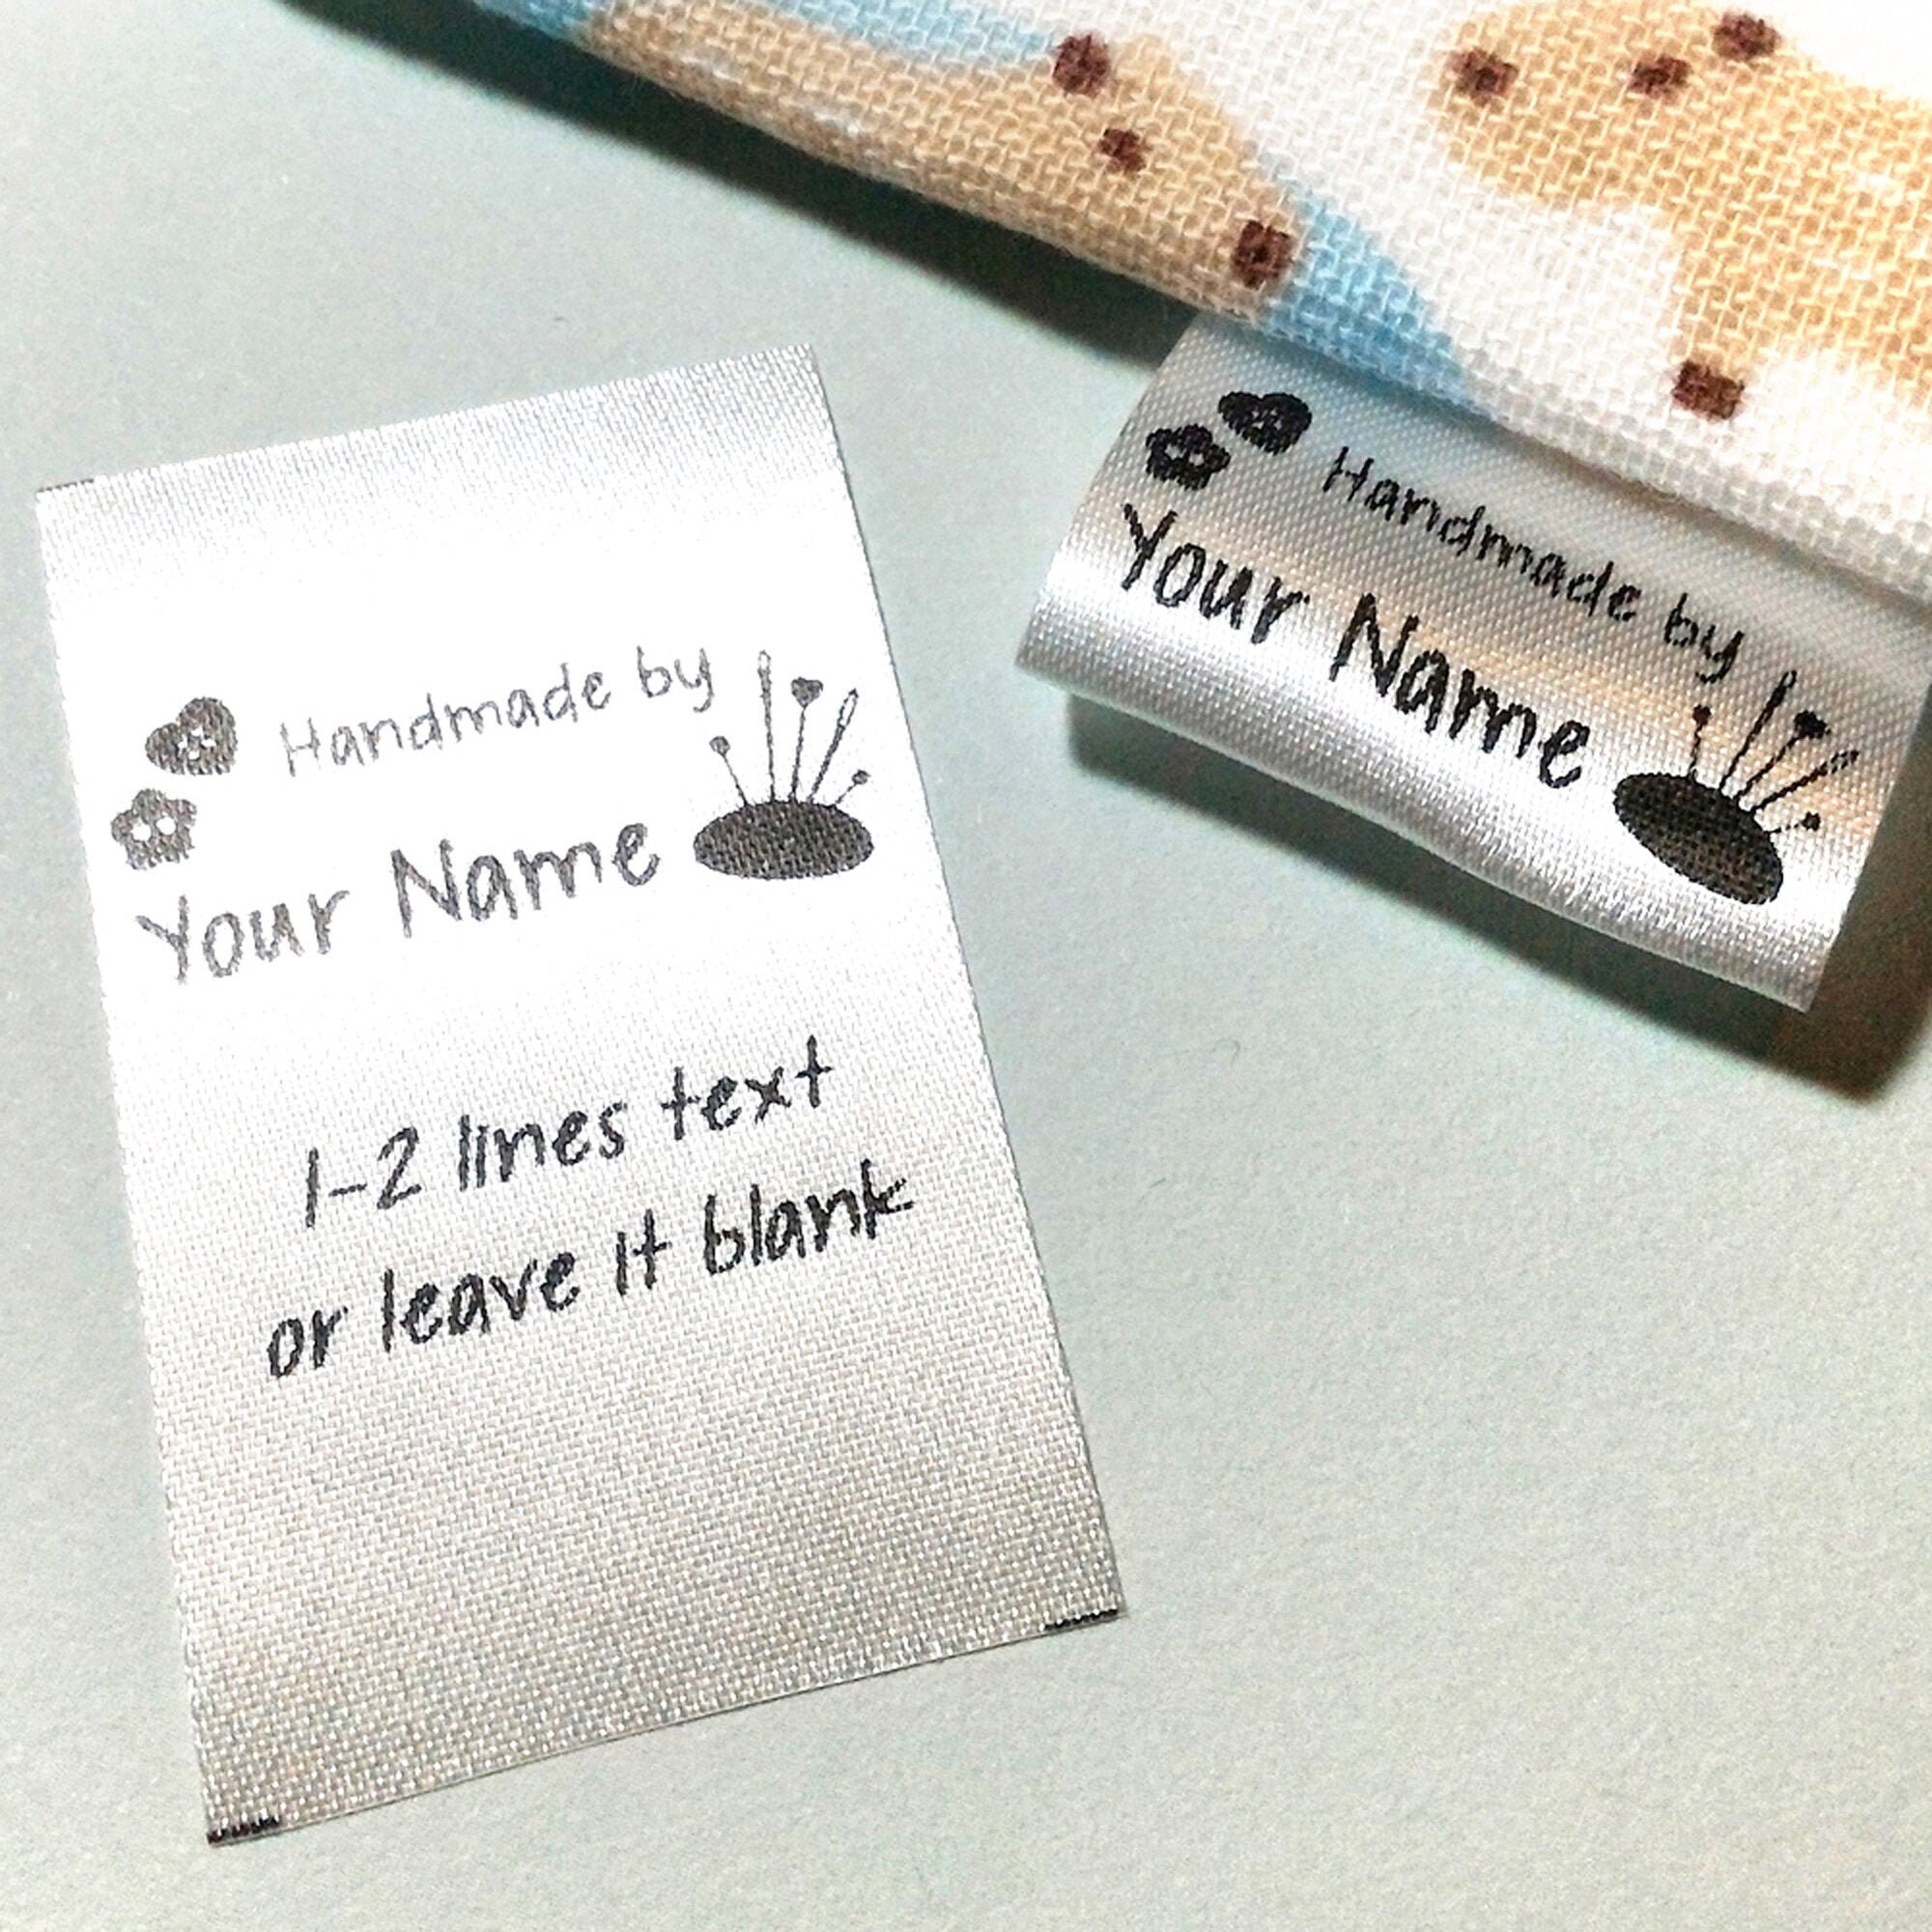 Handmade by
Your Name
1-2 lines text
or leave it blank
Handmade by
Your Name